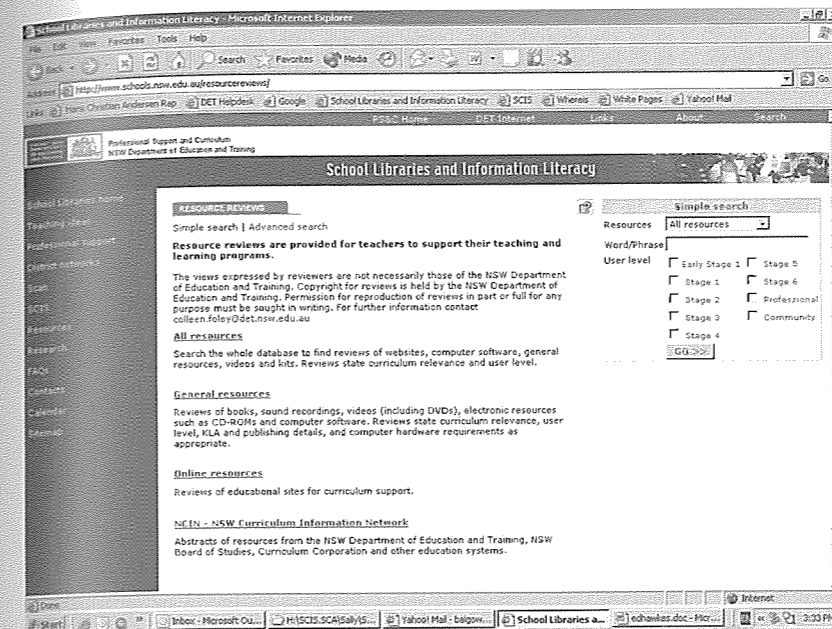 School Libraries and Information Literacy - Microsoft Internet Explorer
File Edit View Favorites Tools Help
Back Search Favorites Media
Address http://www.schools.nsw.edu.au/resourcereviews/ Go
Links Hans Christian Andersen Rap DET Helpdesk Google School Libraries and Information Literacy SCIS Whereis White Pages Yahoo! Mail
PSSC Home DET Internet Links About Search
Professional Support and Curriculum
NSW Department of Education and Training
School Libraries and Information Literacy
School Libraries home
Teaching ideas
Professional support
District networks
Scan
SCIS
Resources
Research
FAQs
Contacts
Calendar
Sitemap
RESOURCE REVIEWS
Simple search | Advanced search
Resource reviews are provided for teachers to support their teaching and
learning programs.
The views expressed by reviewers are not necessarily those of the NSW Department
of Education and Training. Copyright for reviews is held by the NSW Department of
Education and Training. Permission for reproduction of reviews in part or full for any
purpose must be sought in writing. For further information contact
colleen.foley@det.nsw.edu.au
All resources
Search the whole database to find reviews of websites, computer software, general
resources, videos and kits. Reviews state curriculum relevance and user level.
General resources
Reviews of books, sound recordings, videos (including DVDs), electronic resources
such as CD-ROMs and computer software. Reviews state curriculum relevance, user
level, KLA and publishing details, and computer hardware requirements as
appropriate.
Online resources
Reviews of educational sites for curriculum support.
NCIN - NSW Curriculum Information Network
Abstracts of resources from the NSW Department of Education and Training, NSW
Board of Studies, Curriculum Corporation and other education systems.
Simple search
Resources All resources
Word/Phrase
User level
Early Stage 1 Stage 5
Stage 1 Stage 6
Stage 2 Professional
Stage 3 Community
Stage 4
GO >>
Done Internet
Start Inbox - Microsoft Ou... H:\SCIS.SCA\Sally\S... Yahoo! Mail - balgow... School Libraries a... edhawkes.doc - Micr... 3:33 PM